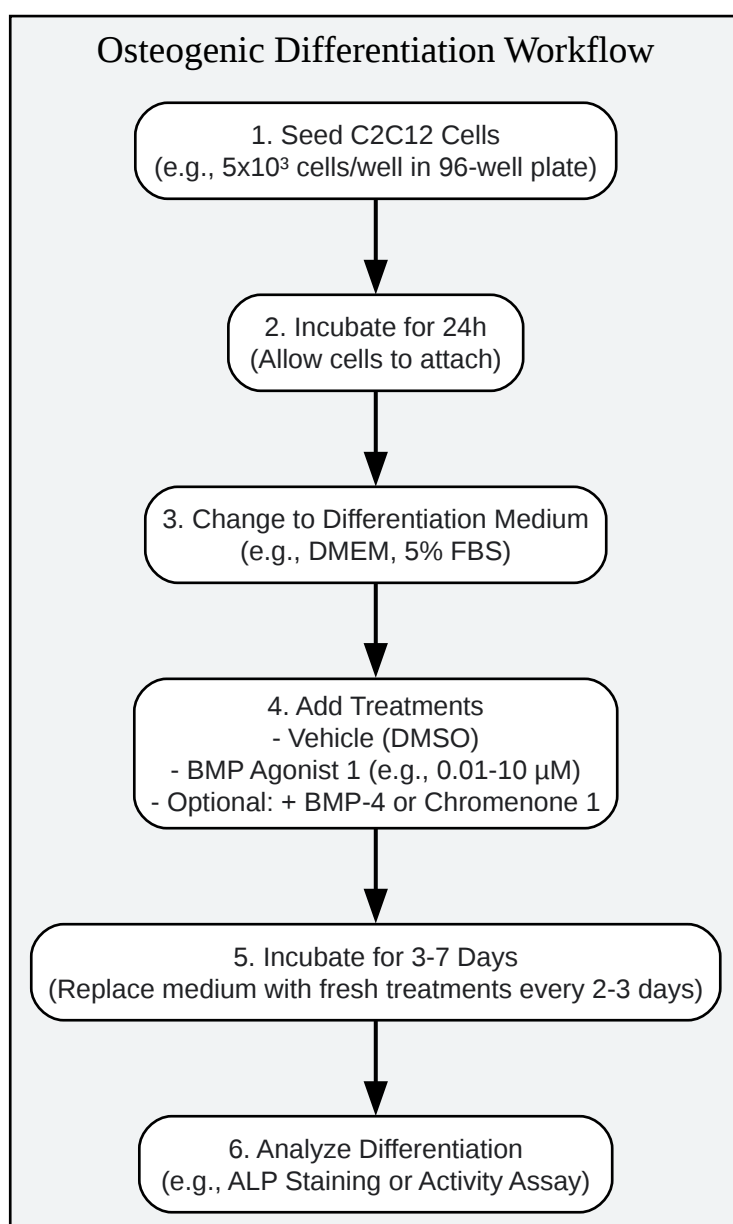 Osteogenic Differentiation Workflow
1. Seed C2C12 Cells
(e.g., 5x10³ cells/well in 96-well plate)
2. Incubate for 24h
(Allow cells to attach)
3. Change to Differentiation Medium
(e.g., DMEM, 5% FBS)
4. Add Treatments
- Vehicle (DMSO)
- BMP Agonist 1 (e.g., 0.01-10 µM)
- Optional: + BMP-4 or Chromenone 1
5. Incubate for 3-7 Days
(Replace medium with fresh treatments every 2-3 days)
6. Analyze Differentiation
(e.g., ALP Staining or Activity Assay)